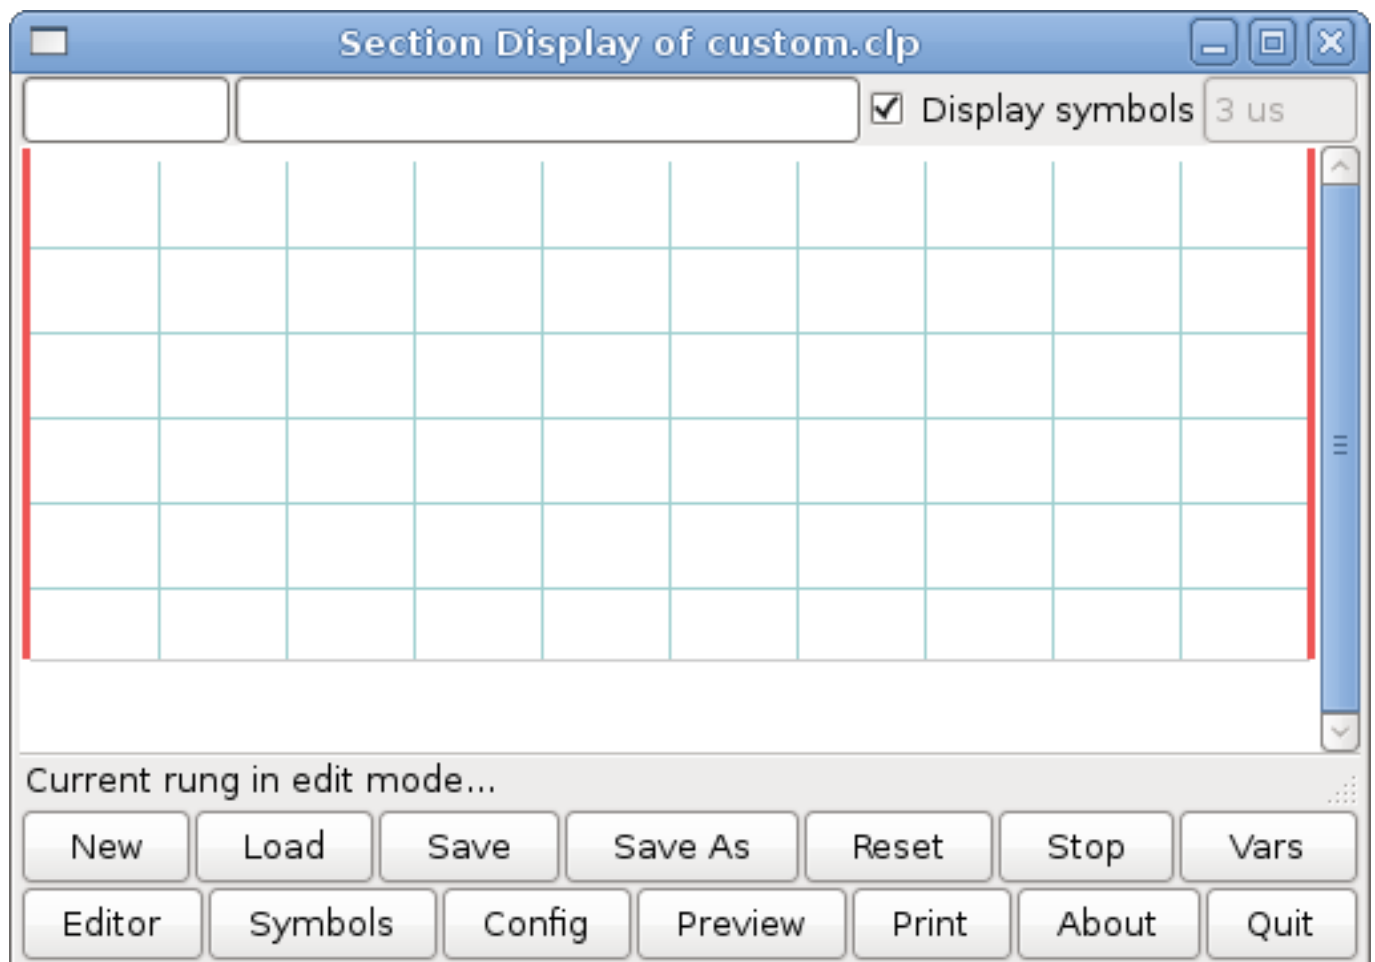 Section Display of custom.clp
Display symbols 3 us
Current rung in edit mode...
New Load Save Save As Reset Stop Vars
Editor Symbols Config Preview Print About Quit